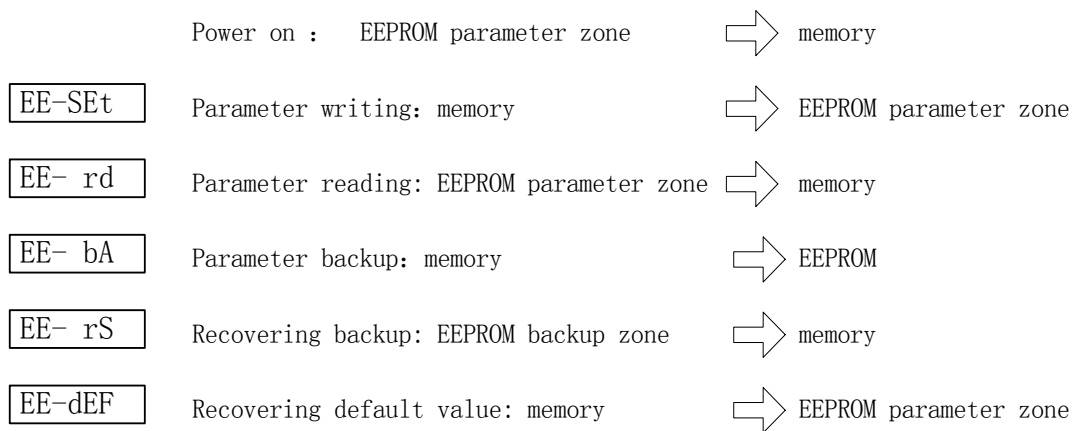 Power on : EEPROM parameter zone memory
EE-SEt Parameter writing: memory EEPROM parameter zone
EE- rd Parameter reading: EEPROM parameter zone memory
EE- bA Parameter backup: memory EEPROM
EE- rS Recovering backup: EEPROM backup zone memory
EE-dEF Recovering default value: memory EEPROM parameter zone